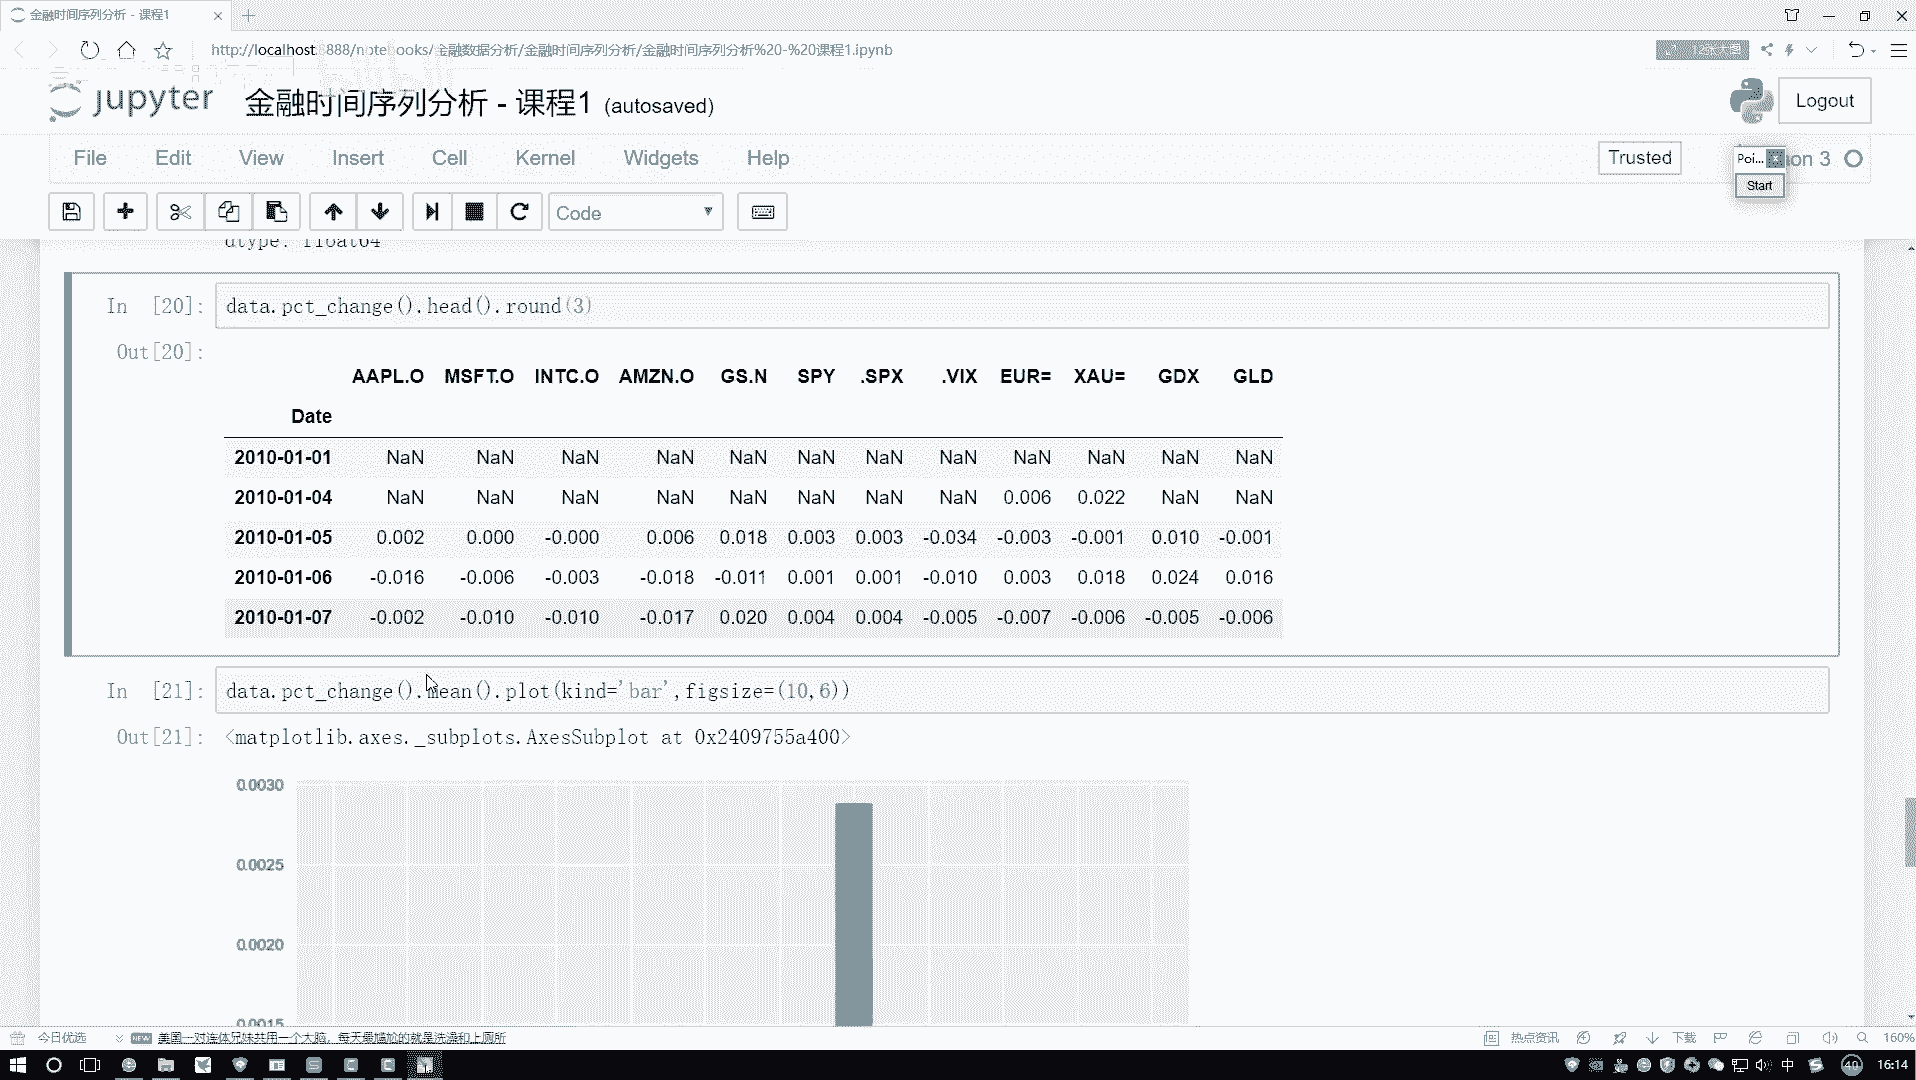 金融时间序列分析 - 课程1
http://localhost:8888/notebooks/金融数据分析/金融时间序列分析/金融时间序列分析%20-%20课程1.ipynb
jupyter 金融时间序列分析 - 课程1 (autosaved)
Logout
File Edit View Insert Cell Kernel Widgets Help
Trusted
Poi...
on 3
Start
Code
dtype: float64
In [20]: data.pct_change().head().round(3)
Out[20]:
AAPL.O MSFT.O INTC.O AMZN.O GS.N SPY .SPX .VIX EUR= XAU= GDX GLD
Date
2010-01-01 NaN NaN NaN NaN NaN NaN NaN NaN NaN NaN NaN NaN
2010-01-04 NaN NaN NaN NaN NaN NaN NaN NaN 0.006 0.022 NaN NaN
2010-01-05 0.002 0.000 -0.000 0.006 0.018 0.003 0.003 -0.034 -0.003 -0.001 0.010 -0.001
2010-01-06 -0.016 -0.006 -0.003 -0.018 -0.011 0.001 0.001 -0.010 0.003 0.018 0.024 0.016
2010-01-07 -0.002 -0.010 -0.010 -0.017 0.020 0.004 0.004 -0.005 -0.007 -0.006 -0.005 -0.006
In [21]: data.pct_change().mean().plot(kind='bar',figsize=(10,6))
Out[21]: <matplotlib.axes._subplots.AxesSubplot at 0x2409755a400>
0.0030
0.0025
0.0020
0.0015
今日优选
NEW 美国一对连体兄妹共用一个大脑，每天最尴尬的就是洗澡和上厕所
热点资讯
下载
160%
中
40
16:14